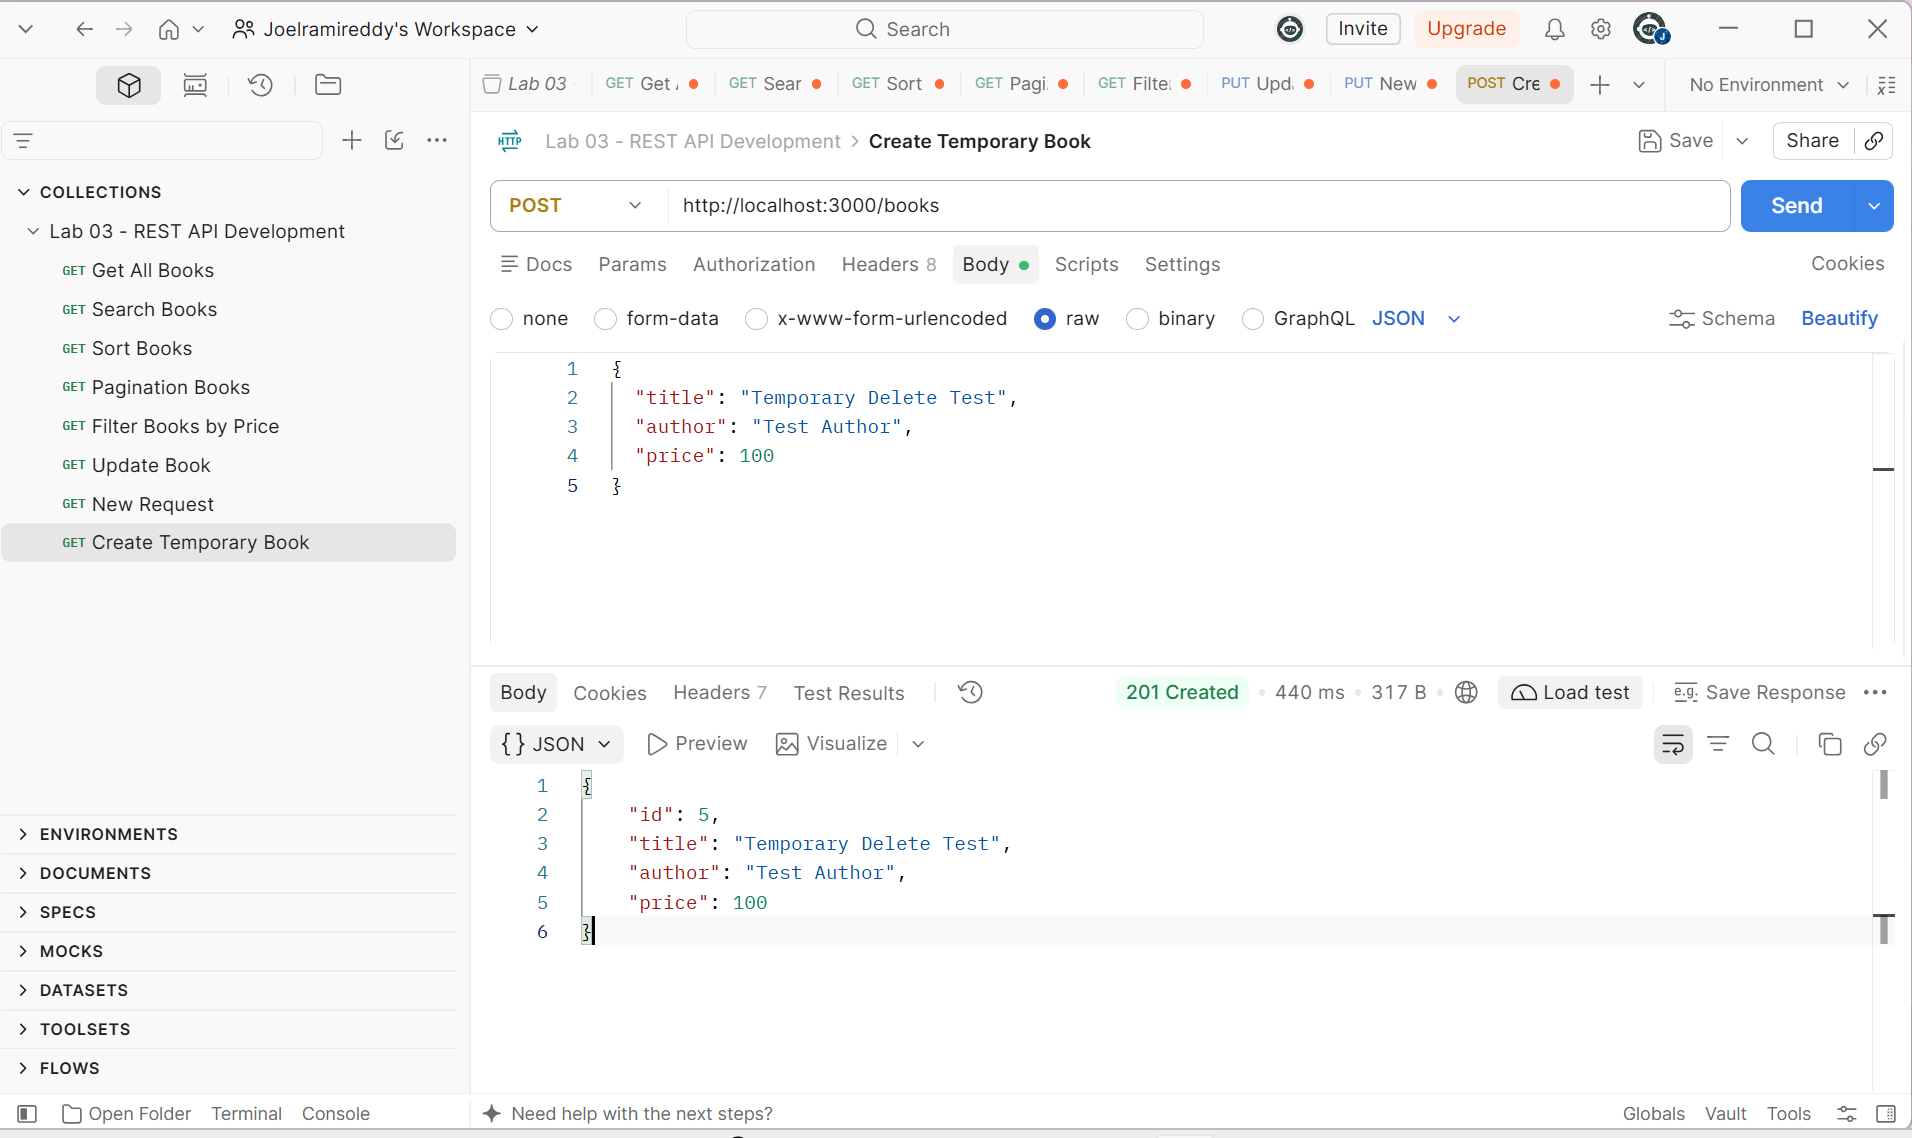 Joelramireddy's Workspace
Search
Invite
Upgrade
J
Lab 03
GET Get
GET Sear
GET Sort
GET Pagi
GET Filte
PUT Upd
PUT New
POST Cre
No Environment
HTTP
Lab 03 - REST API Development > Create Temporary Book
Save
Share
COLLECTIONS
Lab 03 - REST API Development
GET Get All Books
GET Search Books
GET Sort Books
GET Pagination Books
GET Filter Books by Price
GET Update Book
GET New Request
GET Create Temporary Book
ENVIRONMENTS
DOCUMENTS
SPECS
MOCKS
DATASETS
TOOLSETS
FLOWS
POST
http://localhost:3000/books
Send
Docs
Params
Authorization
Headers 8
Body
Scripts
Settings
Cookies
none
form-data
x-www-form-urlencoded
raw
binary
GraphQL
JSON
Schema
Beautify
1 {
2 "title": "Temporary Delete Test",
3 "author": "Test Author",
4 "price": 100
5 }
Body
Cookies
Headers 7
Test Results
201 Created
440 ms
317 B
Load test
e.g. Save Response
{} JSON
Preview
Visualize
1 {
2 "id": 5,
3 "title": "Temporary Delete Test",
4 "author": "Test Author",
5 "price": 100
6 }
Open Folder
Terminal
Console
Need help with the next steps?
Globals
Vault
Tools